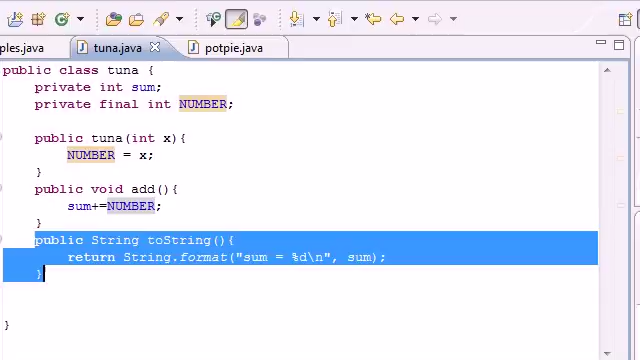 ples.java tuna.java potpie.java
public class tuna {
private int sum;
private final int NUMBER;
public tuna(int x){
NUMBER = x;
}
public void add(){
sum+=NUMBER;
}
public String toString(){
return String.format("sum = %d\n", sum);
}
}